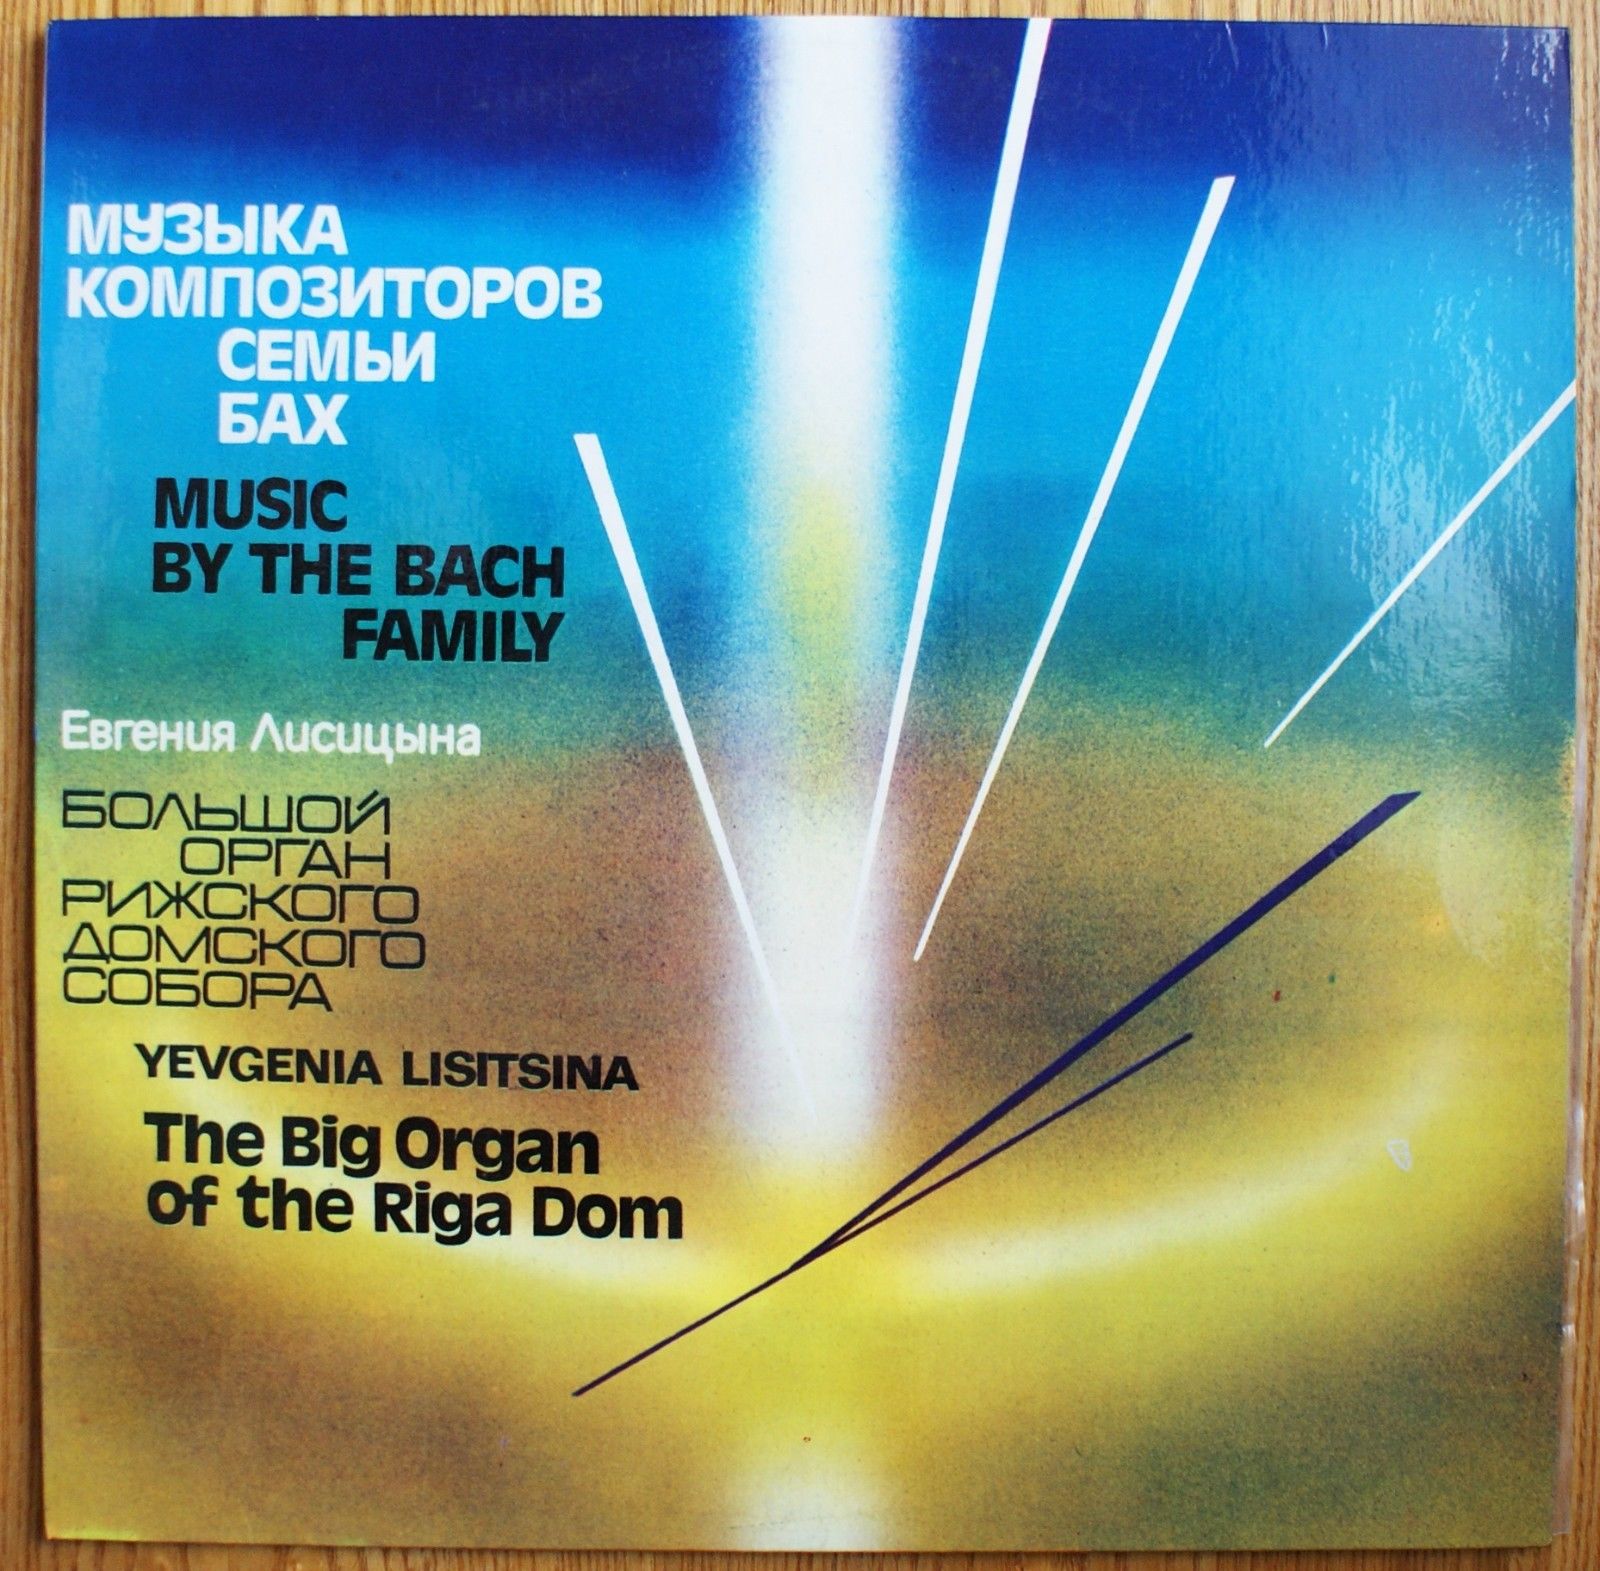 МУЗЫКА
КОМПОЗИТОРОВ
СЕМЬИ
БАХ
MUSIC
BY THE BACH
FAMILY
Евгения Лисицына
БОЛЬШОЙ
ОРГАН
РИЖСКОГО
ДОМСКОГО
СОБОРА
YEVGENIA LISITSINA
The Big Organ
of the Riga Dom